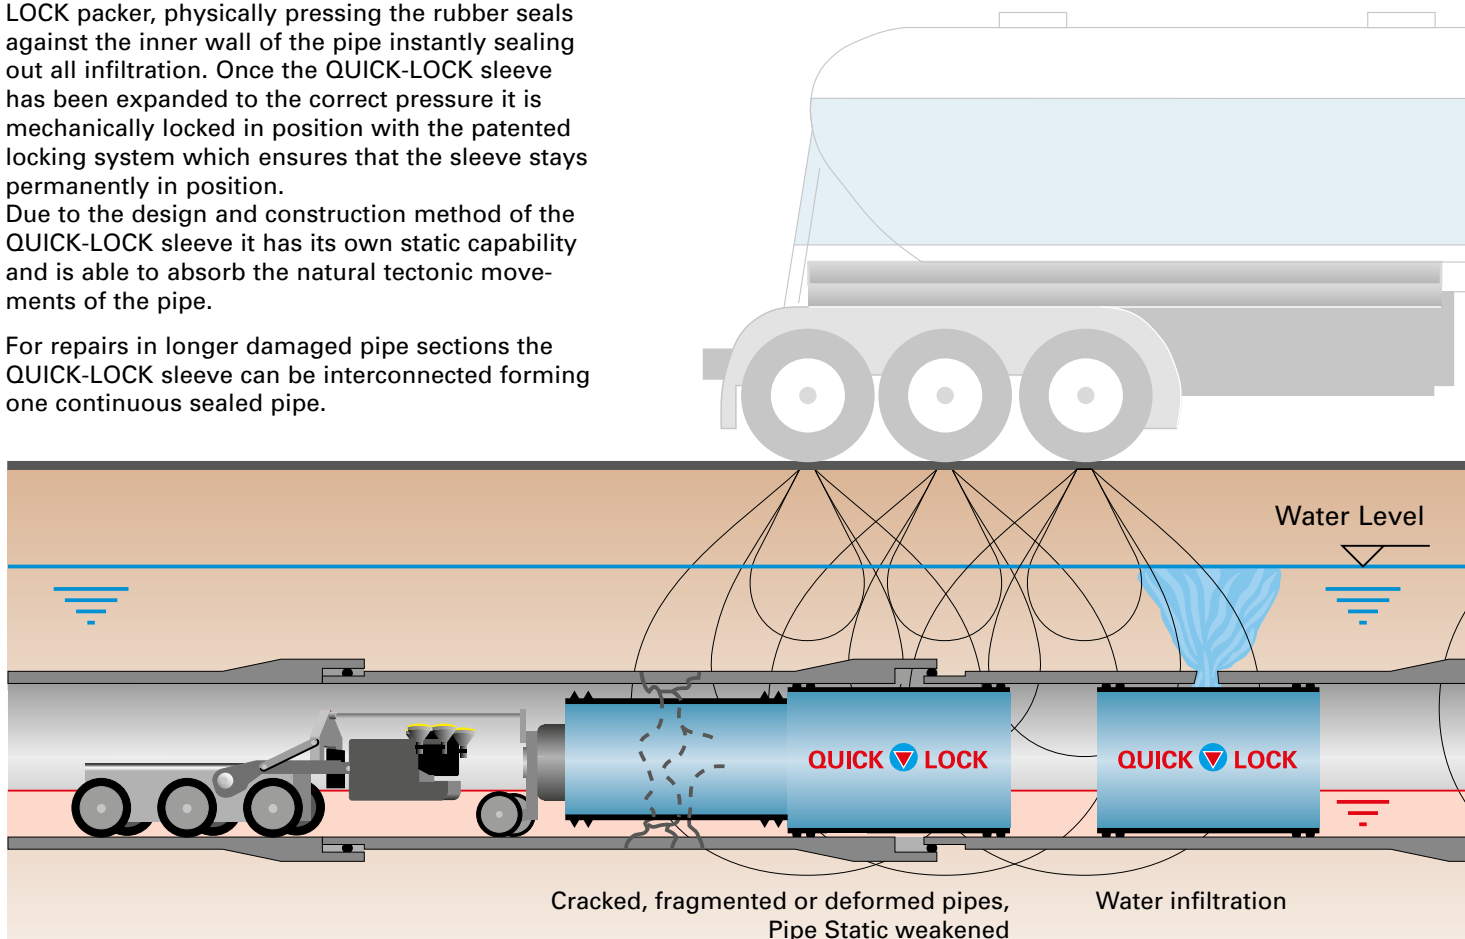 LOCK packer, physically pressing the rubber seals
against the inner wall of the pipe instantly sealing
out all infiltration. Once the QUICK-LOCK sleeve
has been expanded to the correct pressure it is
mechanically locked in position with the patented
locking system which ensures that the sleeve stays
permanently in position.
Due to the design and construction method of the
QUICK-LOCK sleeve it has its own static capability
and is able to absorb the natural tectonic move-
ments of the pipe.
For repairs in longer damaged pipe sections the
QUICK-LOCK sleeve can be interconnected forming
one continuous sealed pipe.
Water Level
QUICK LOCK
QUICK LOCK
Cracked, fragmented or deformed pipes,
Pipe Static weakened
Water infiltration